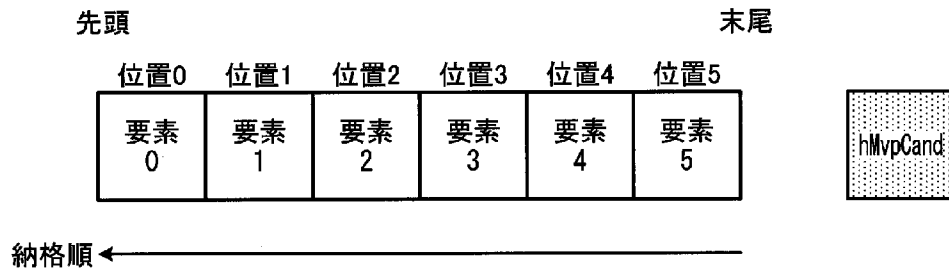 先頭 末尾
位置0 位置1 位置2 位置3 位置4 位置5
要素 要素 要素 要素 要素 要素
0 1 2 3 4 5
hMvpCand
納格順